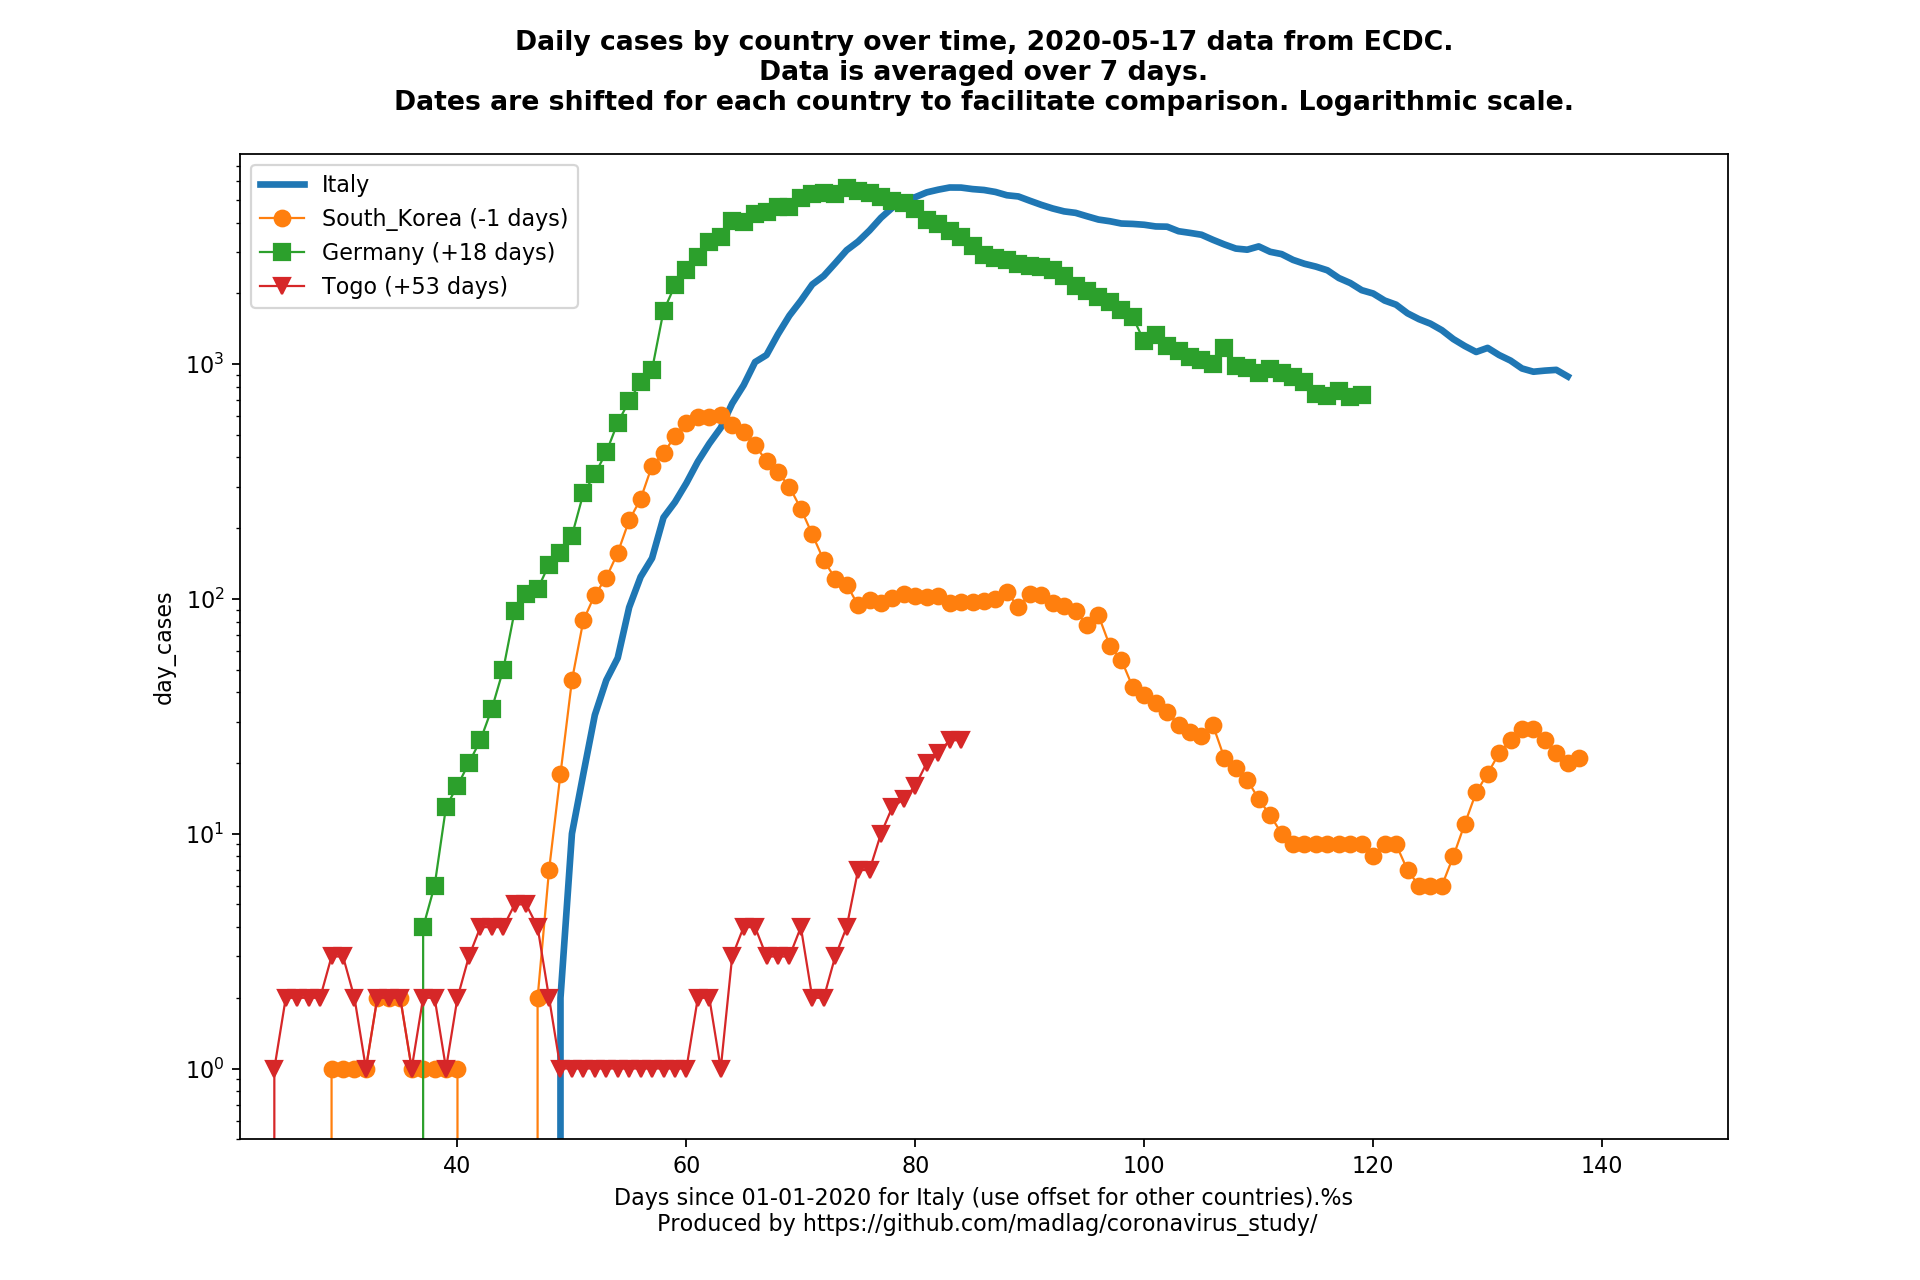 Daily cases by country over time, 2020-05-17 data from ECDC.
Data is averaged over 7 days.
Dates are shifted for each country to facilitate comparison. Logarithmic scale.
Italy
South_Korea (-1 days)
Germany (+18 days)
Togo (+53 days)
day_cases
10³
10²
10¹
10⁰
40 60 80 100 120 140
Days since 01-01-2020 for Italy (use offset for other countries).%s
Produced by https://github.com/madlag/coronavirus_study/